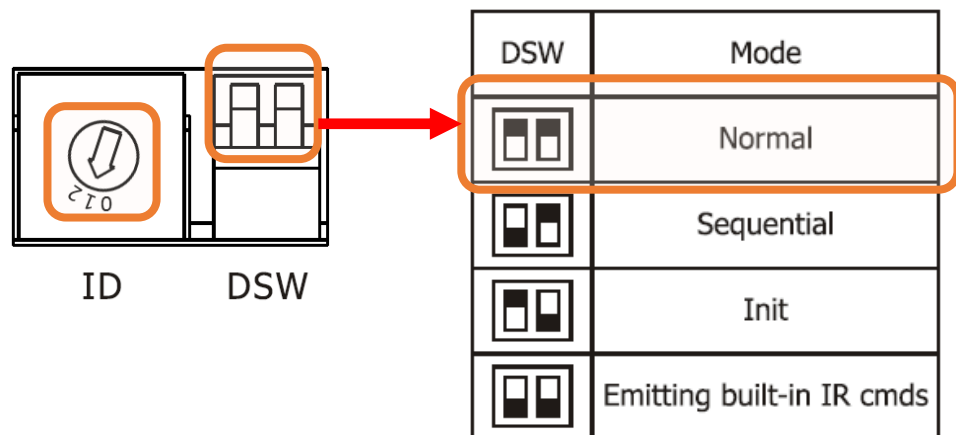 0 1 2
ID
DSW
DSW Mode
Normal
Sequential
Init
Emitting built-in IR cmds